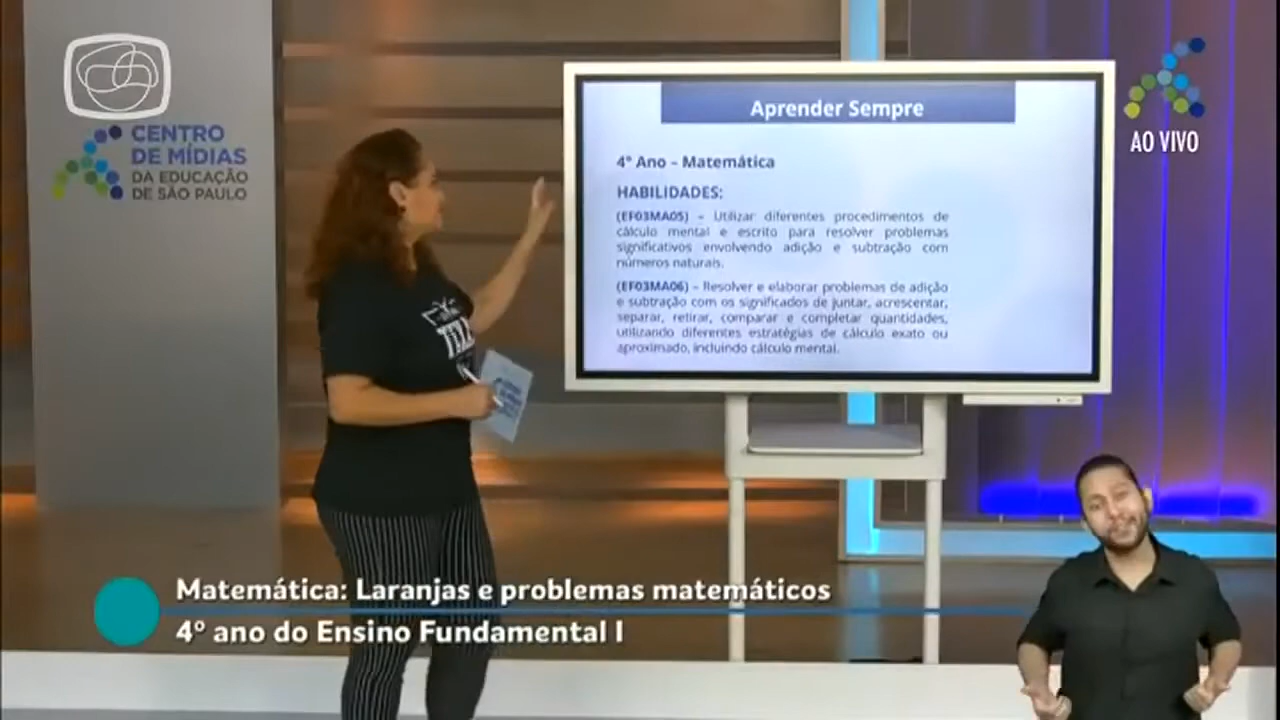 CENTRO
DE MÍDIAS
DA EDUCAÇÃO
DE SÃO PAULO
Aprender Sempre
4º Ano – Matemática
HABILIDADES:
(EF03MA05) – Utilizar diferentes procedimentos de
cálculo mental e escrito para resolver problemas
significativos envolvendo adição e subtração com
números naturais.
(EF03MA06) – Resolver e elaborar problemas de adição
e subtração com os significados de juntar, acrescentar,
separar, retirar, comparar e completar quantidades,
utilizando diferentes estratégias de cálculo exato ou
aproximado, incluindo cálculo mental.
AO VIVO
Matemática: Laranjas e problemas matemáticos
4º ano do Ensino Fundamental I